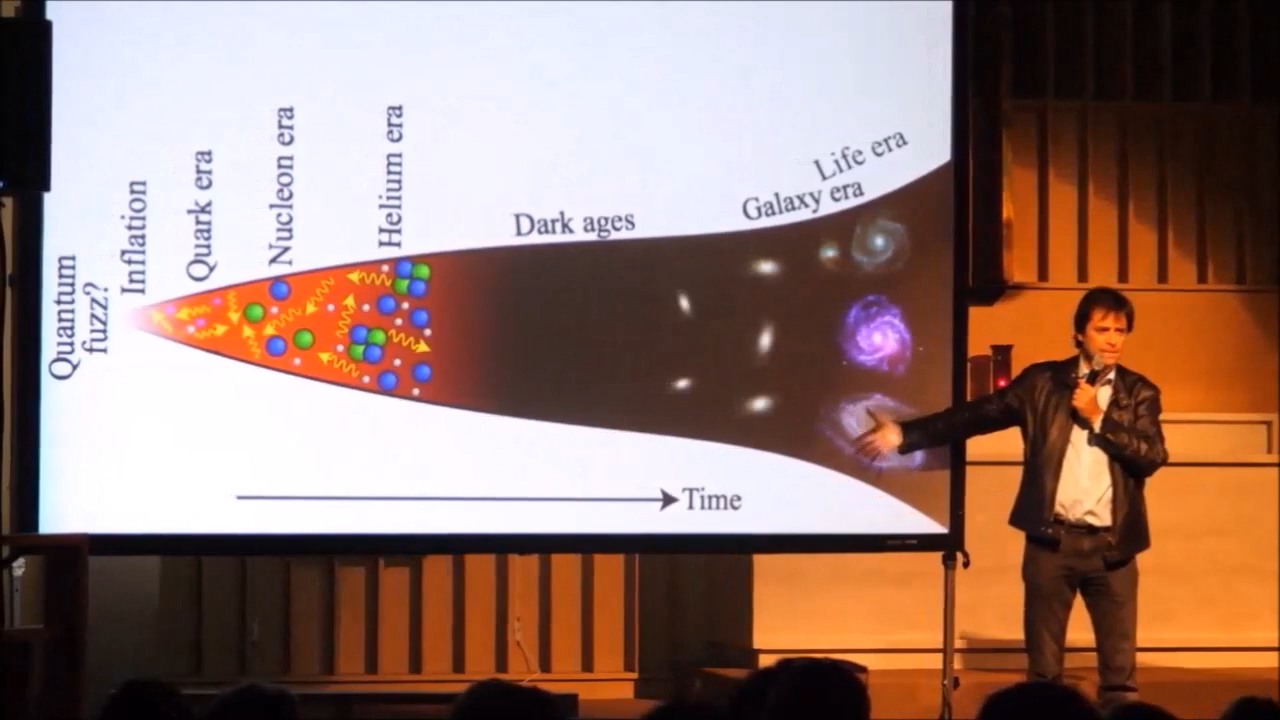 Quantum
fuzz?
Inflation
Quark era
Nucleon era
Helium era
Dark ages
Galaxy era
Life era
Time